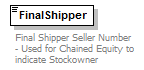 FinalShipper
Final Shipper Seller Number
- Used for Chained Equity to
indicate Stockowner